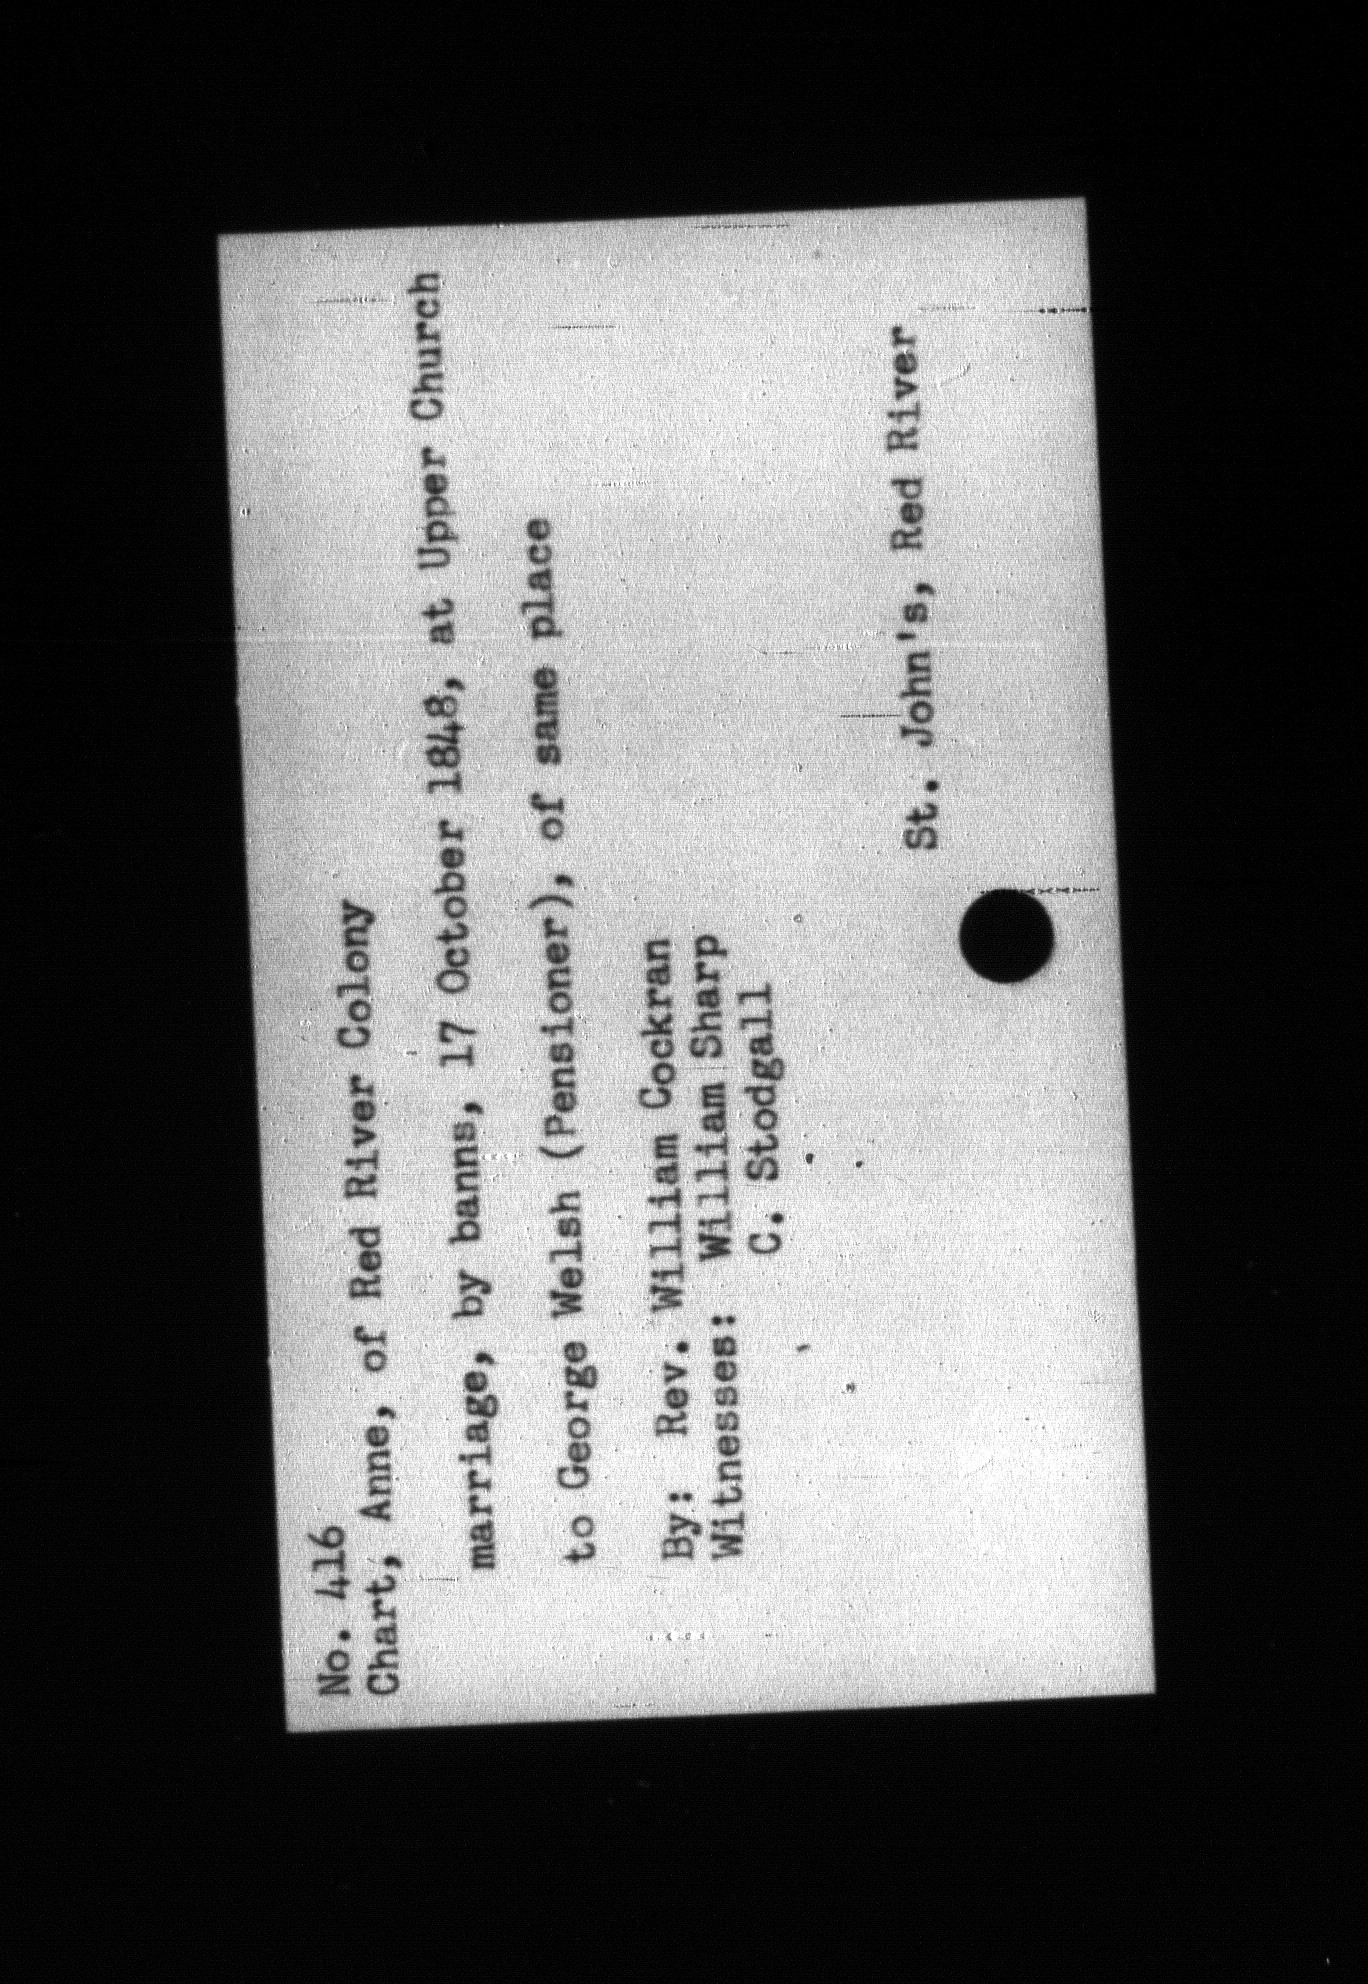 No. 416
Chart, Anne, of Red River Colony
marriage, by banns, 17 October 1848, at Upper Church
to George Welsh (Pensioner), of same place
By: Rev. William Cockran
Witnesses: William Sharp
C. Stodgall
St. John's, Red River